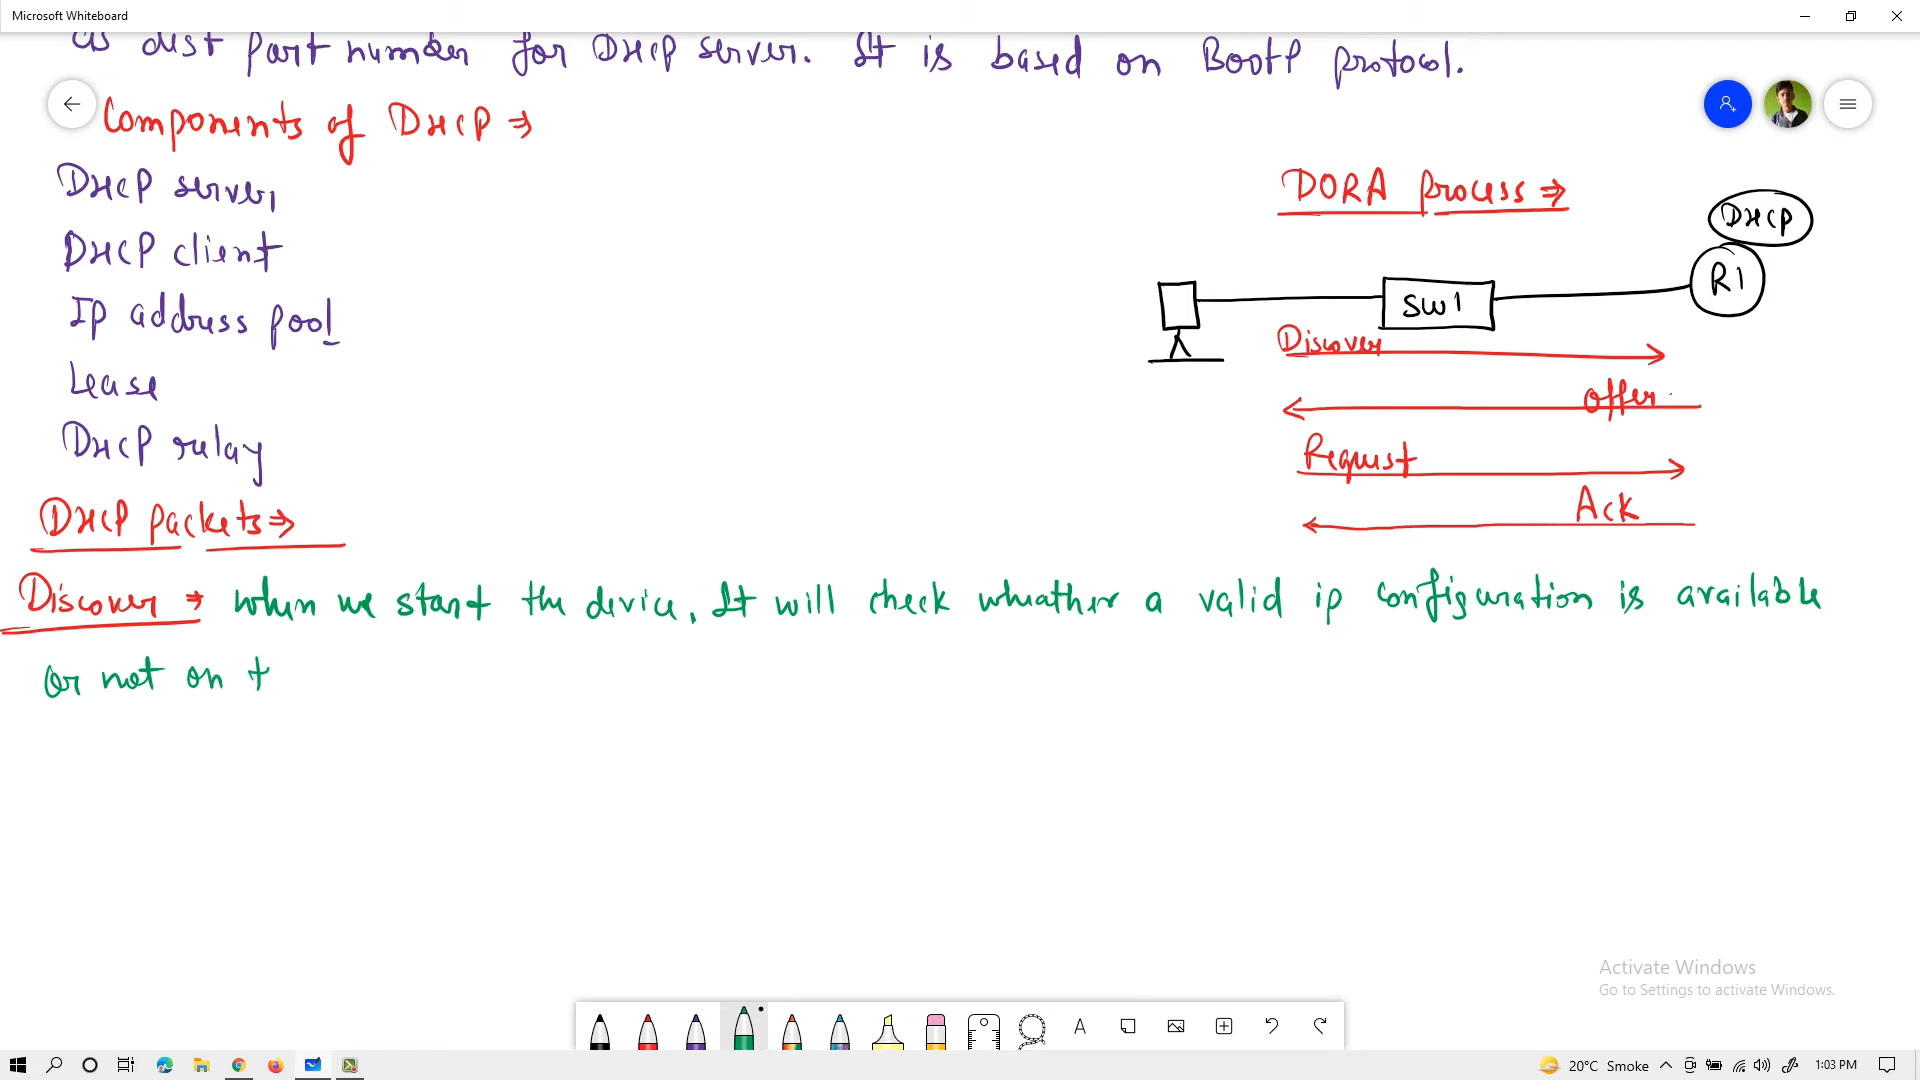 Microsoft Whiteboard
as dist part number for DHCP server. It is based on BootP protocol.
Components of DHCP ⇒
DHCP server,
DHCP client
Ip address pool
Lease
DHCP relay
DHCP packets ⇒
DORA process ⇒
DHCP
R1
SW1
Discover
Offer
Request
Ack
Discover → when we start the device, It will check wheather a valid ip configuration is available
or not on t
Activate Windows
Go to Settings to activate Windows.
A
20°C Smoke
1:03 PM